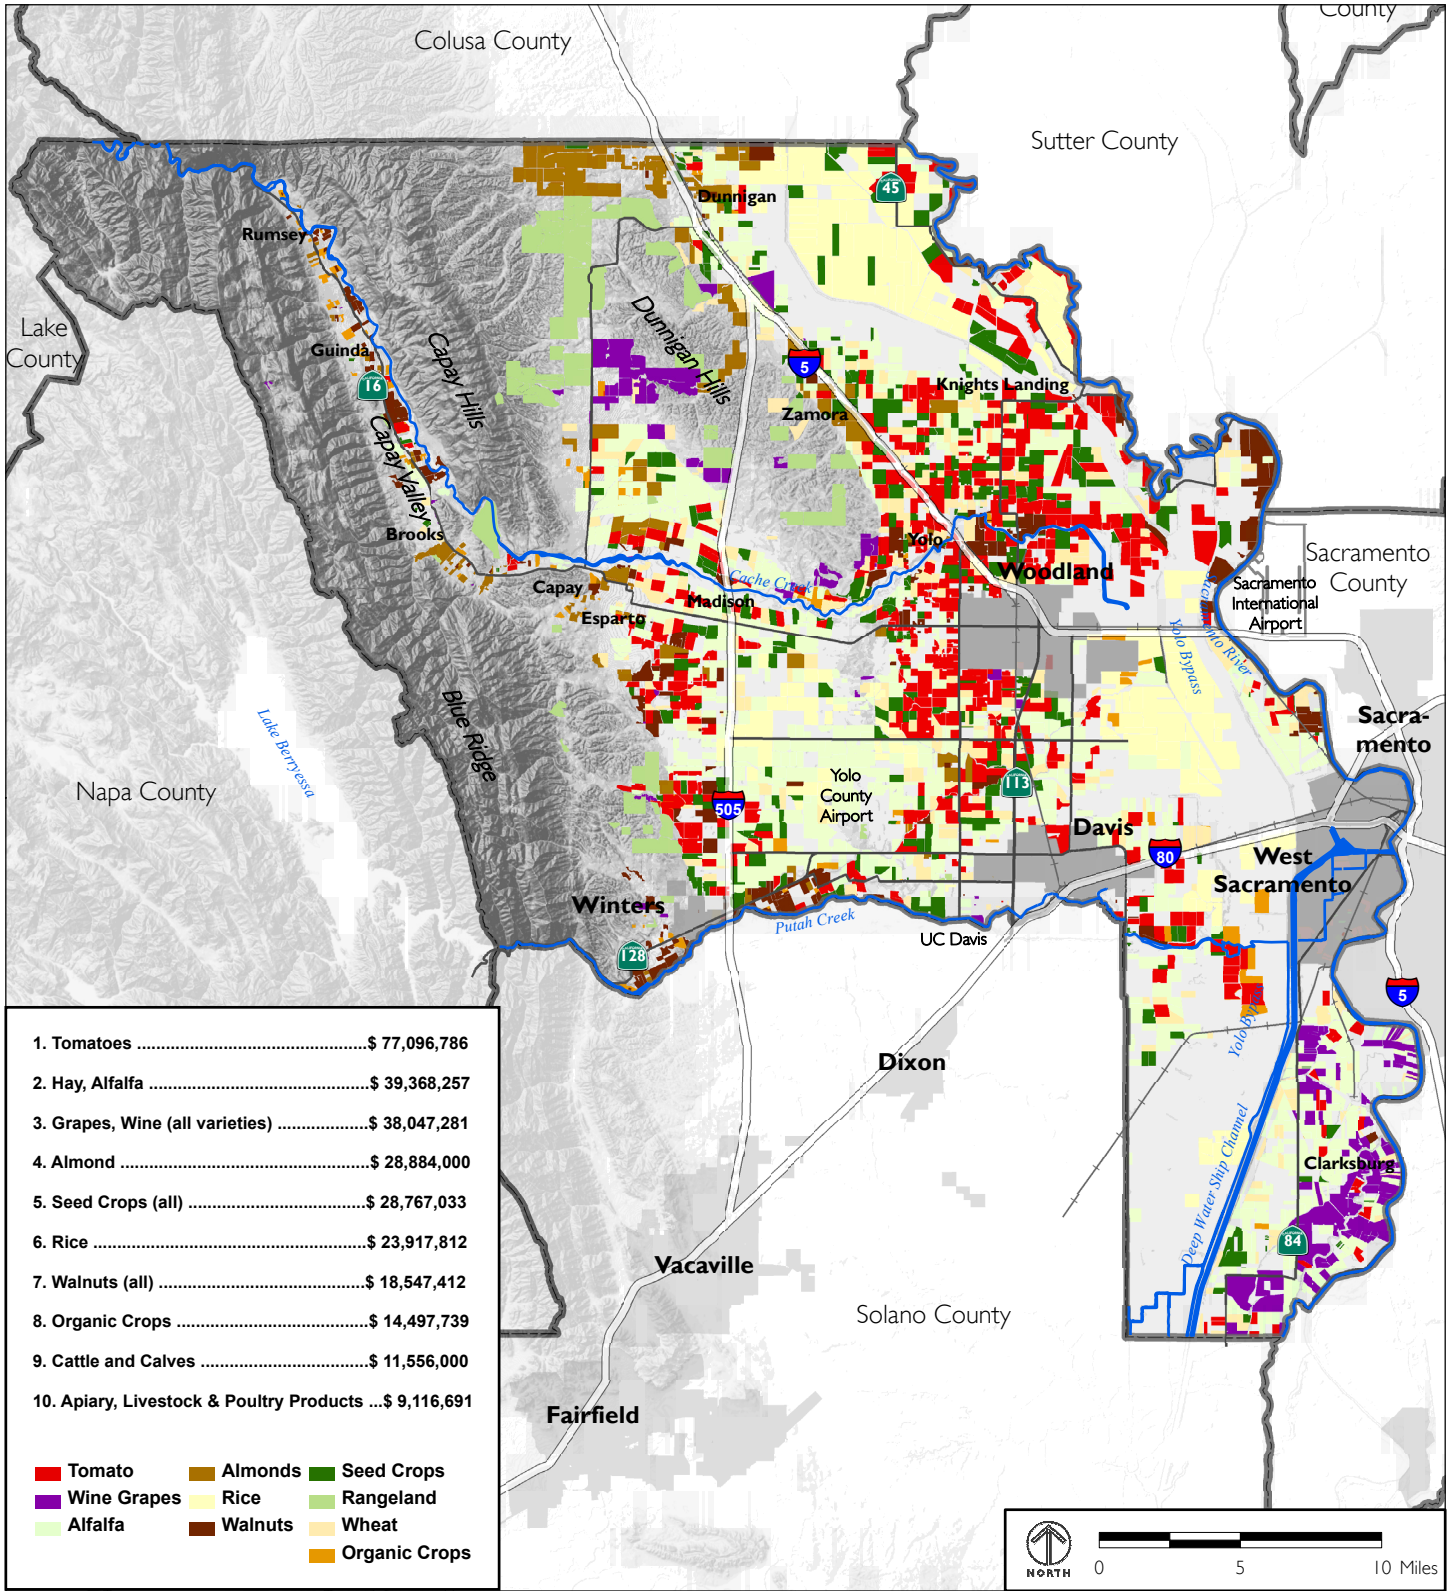 County
Colusa County
Sutter County
45
Dunnigan
Rumsey
Lake
County
Capay Hills
Dunnigan Hills
Guinda
16
5
Knights Landing
Zamora
Capay Valley
Brooks
Yolo
Woodland
Sacramento
County
Sacramento
International
Airport
Cache Creek
Capay
Madison
Esparto
Sacramento River
Yolo Bypass
Blue Ridge
Lake Berryessa
Sacra-
mento
Napa County
Yolo
County
Airport
113
505
Davis
80
West
Sacramento
Winters
Putah Creek
UC Davis
128
5
Yolo Bypass
Dixon
Deep Water Ship Channel
Clarksburg
84
Vacaville
Solano County
Fairfield
1. Tomatoes ..............................................$ 77,096,786
2. Hay, Alfalfa ............................................$ 39,368,257
3. Grapes, Wine (all varieties) ..................$ 38,047,281
4. Almond ..................................................$ 28,884,000
5. Seed Crops (all) ...................................$ 28,767,033
6. Rice .......................................................$ 23,917,812
7. Walnuts (all) .........................................$ 18,547,412
8. Organic Crops ......................................$ 14,497,739
9. Cattle and Calves .................................$ 11,556,000
10. Apiary, Livestock & Poultry Products ...$ 9,116,691
Tomato Almonds Seed Crops
Wine Grapes Rice Rangeland
Alfalfa Walnuts Wheat
Organic Crops
NORTH
0 5 10 Miles